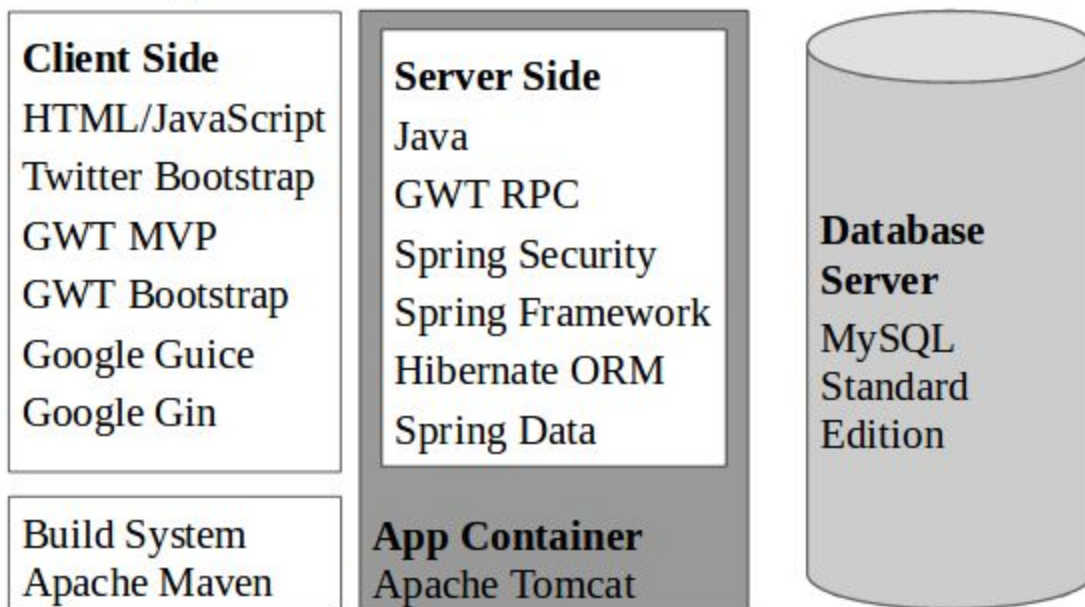 Client Side
HTML/JavaScript
Twitter Bootstrap
GWT MVP
GWT Bootstrap
Google Guice
Google Gin
Build System
Apache Maven
Server Side
Java
GWT RPC
Spring Security
Spring Framework
Hibernate ORM
Spring Data
App Container
Apache Tomcat
Database
Server
MySQL
Standard
Edition